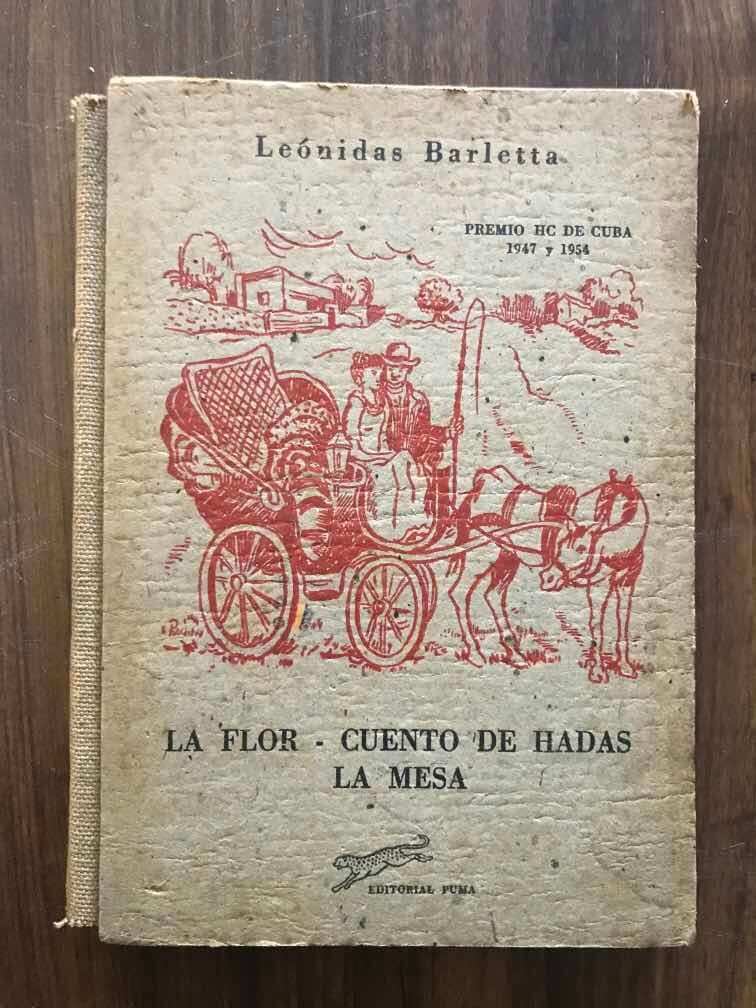 Leónidas Barletta
PREMIO HC DE CUBA
1947 y 1954
LA FLOR - CUENTO DE HADAS
LA MESA
EDITORIAL PUMA